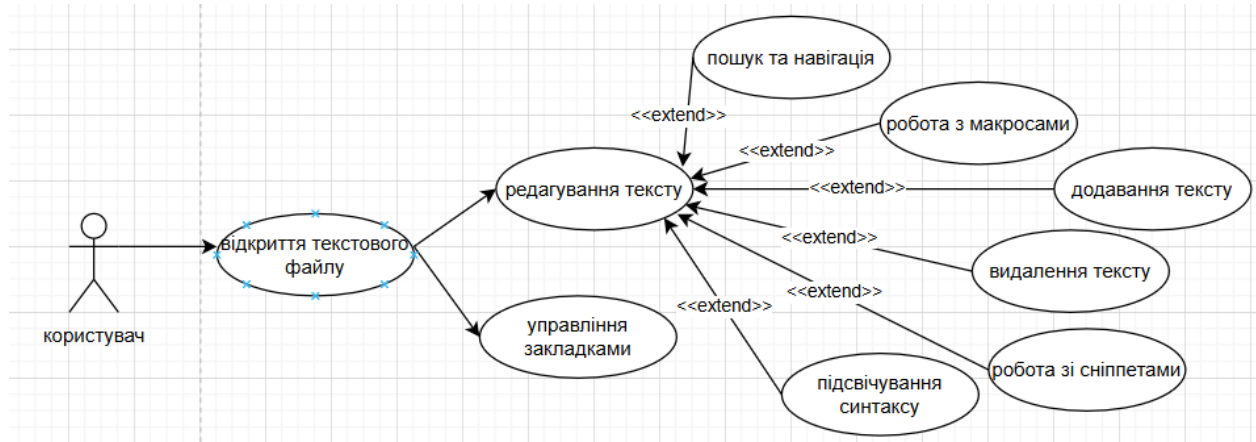 пошук та навігація
<<extend>>
робота з макросами
<<extend>>
редагування тексту
<<extend>>
додавання тексту
<<extend>>
відкриття текстового
файлу
видалення тексту
<<extend>>
<<extend>>
користувач
управління
закладками
робота зі сніппетами
підсвічування
синтаксу